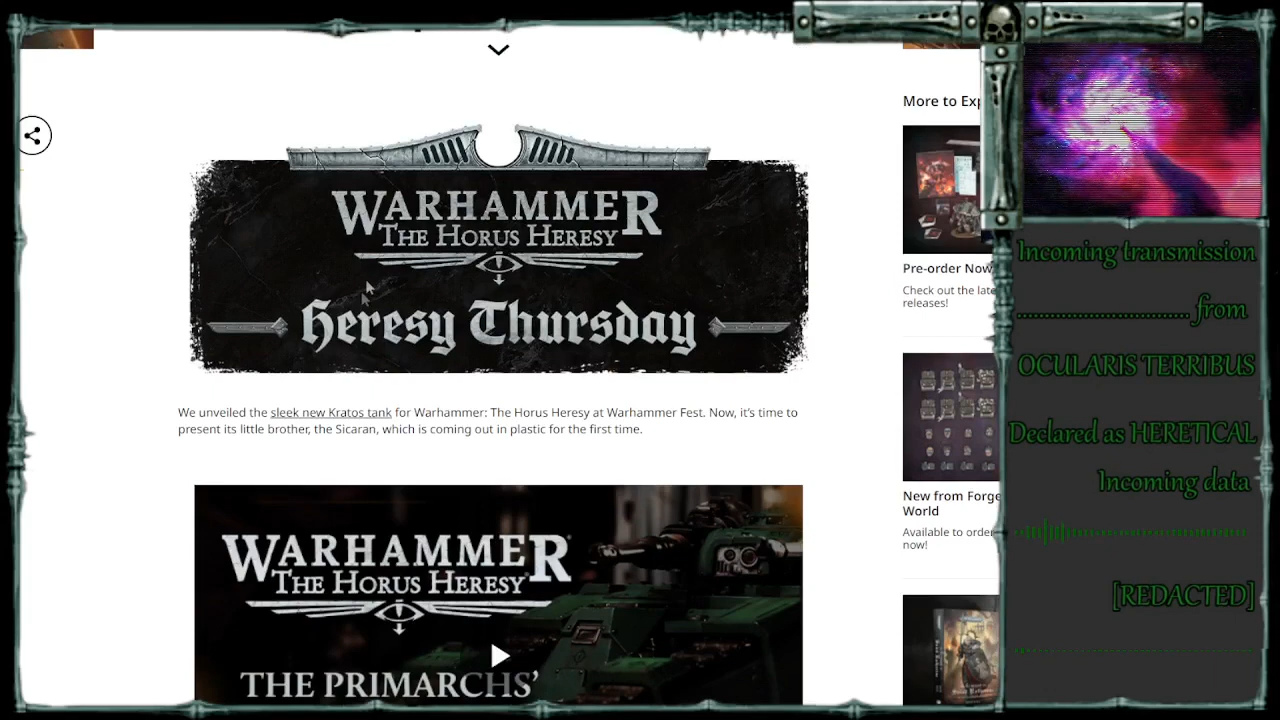 WARHAMMER
THE HORUS HERESY
Heresy Thursday
We unveiled the sleek new Kratos tank for Warhammer: The Horus Heresy at Warhammer Fest. Now, it's time to
present its little brother, the Sicaran, which is coming out in plastic for the first time.
WARHAMMER
THE HORUS HERESY
THE PRIMARCHS'
More to Exp
Pre-order Now
Check out the late
releases!
New from Forge
World
Available to order
now!
Incoming transmission
.............................. from
OCULARIS TERRIBUS
Declared as HERETICAL
Incoming data
[REDACTED]